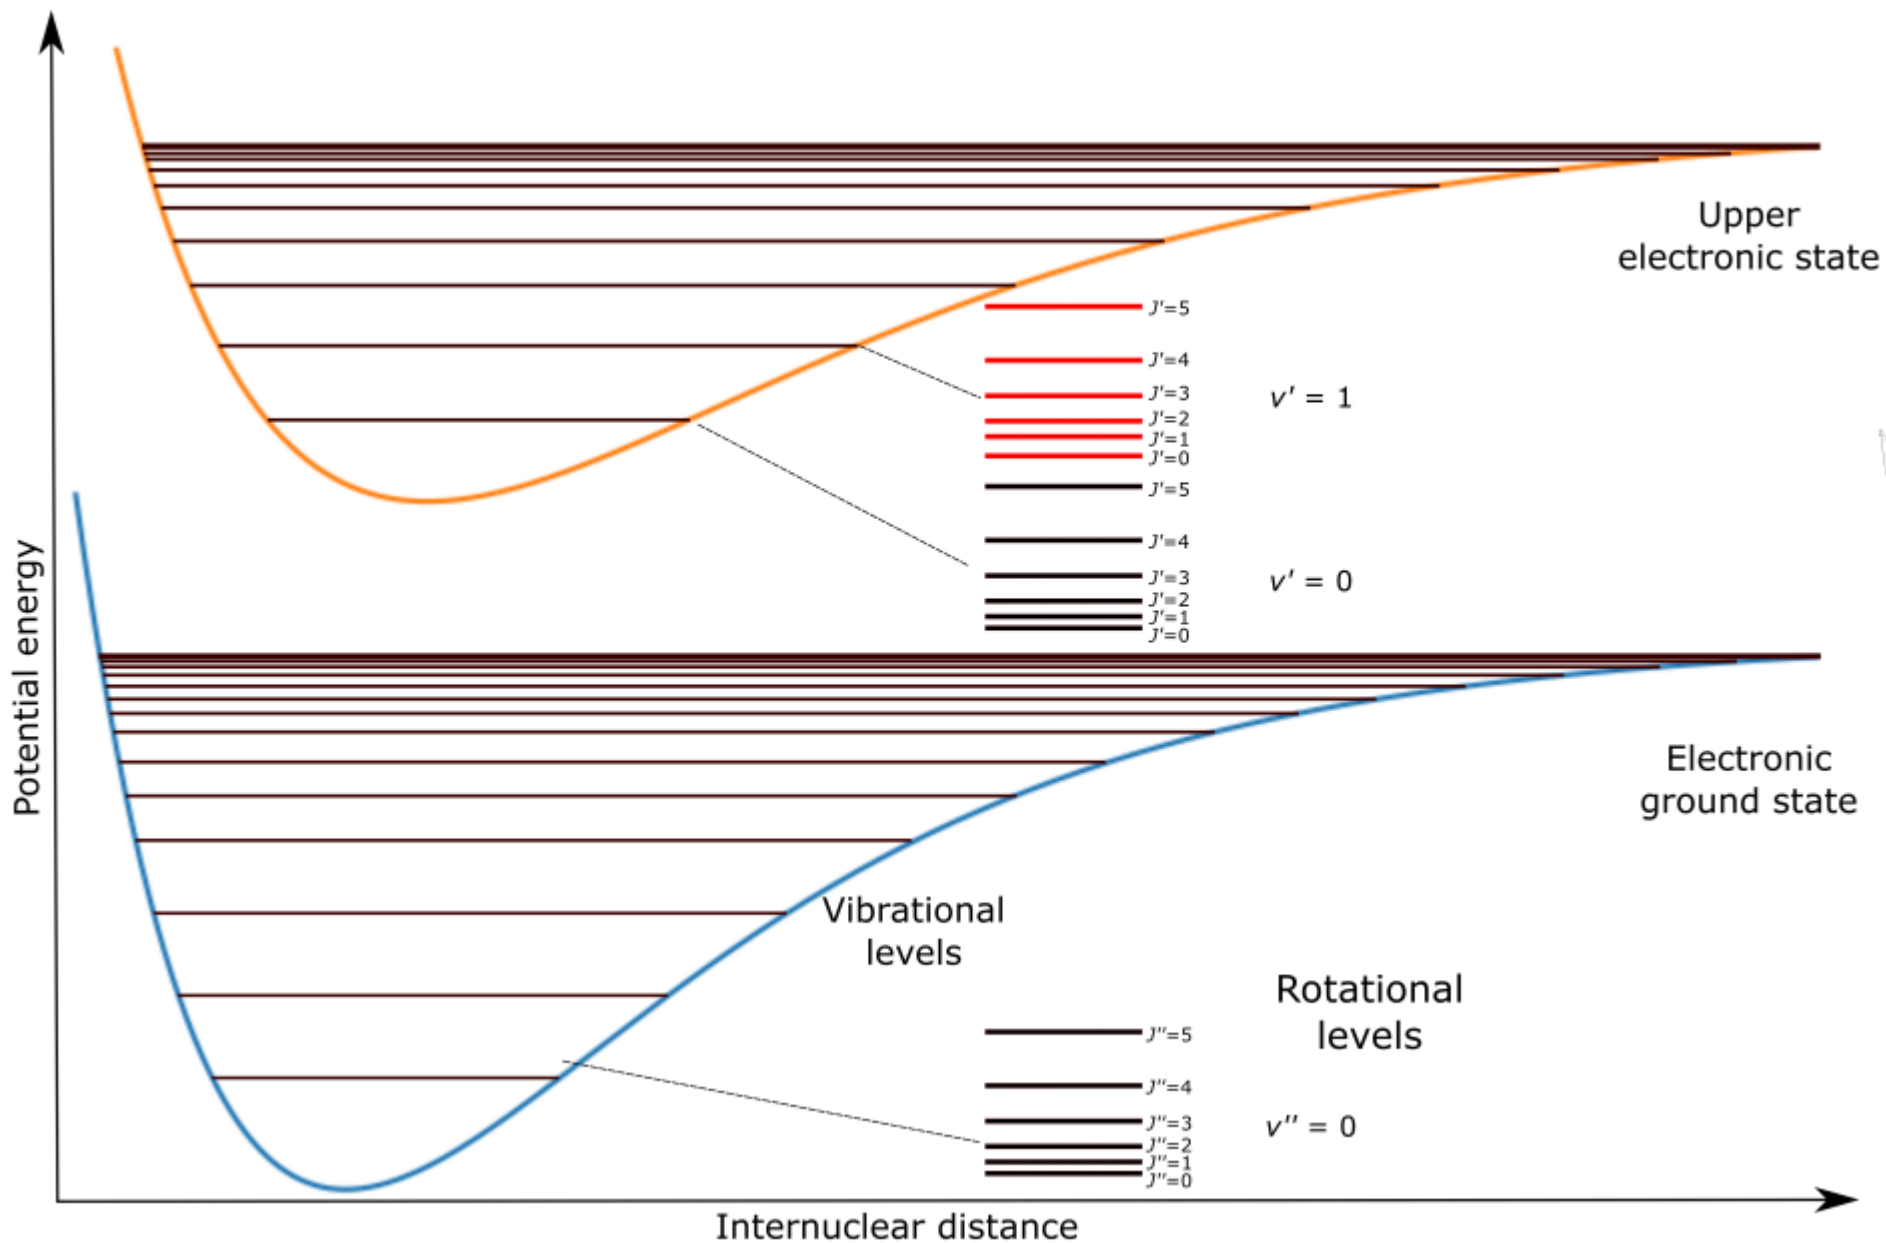 Upper
electronic state
J'=5
J'=4
J'=3
v' = 1
J'=2
J'=1
J'=0
J'=5
J'=4
J'=3
v' = 0
J'=2
J'=1
J'=0
Potential energy
Electronic
ground state
Vibrational
levels
Rotational
levels
J''=5
J''=4
J''=3
v'' = 0
J''=2
J''=1
J''=0
Internuclear distance